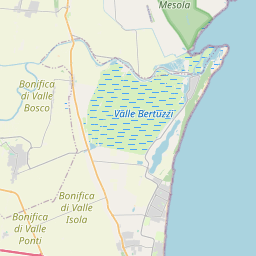 Mesola
Bonifica
di Valle
Bosco
Valle Bertuzzi
Bonifica
di Valle
Isola
Bonifica
di Valle
Ponti